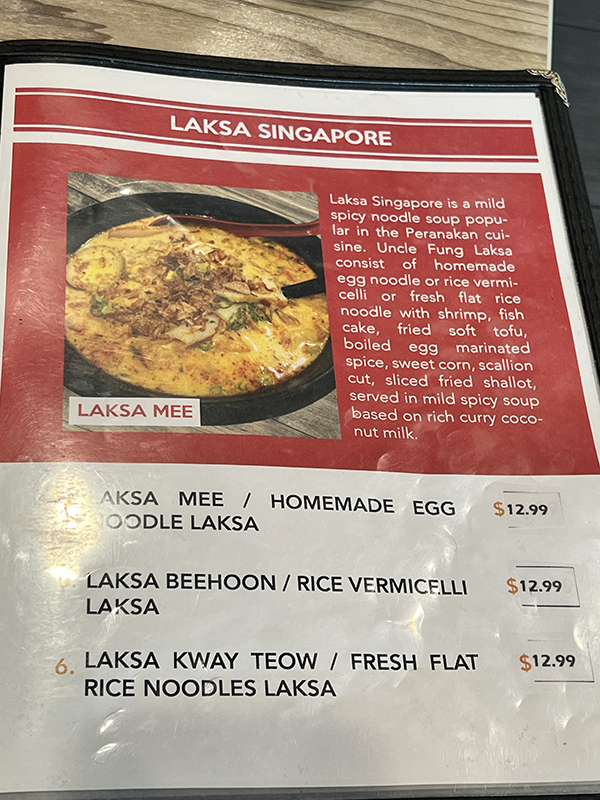 LAKSA SINGAPORE
Laksa Singapore is a mild
spicy noodle soup popu-
lar in the Peranakan cui-
sine. Uncle Fung Laksa
consist of homemade
egg noodle or rice vermi-
celli or fresh flat rice
noodle with shrimp, fish
cake, fried soft tofu,
boiled egg marinated
spice, sweet corn, scallion
cut, sliced fried shallot,
served in mild spicy soup
based on rich curry coco-
nut milk.
LAKSA MEE
LAKSA MEE / HOMEMADE EGG $12.99
NOODLE LAKSA
LAKSA BEEHOON / RICE VERMICELLI $12.99
LAKSA
6. LAKSA KWAY TEOW / FRESH FLAT $12.99
RICE NOODLES LAKSA